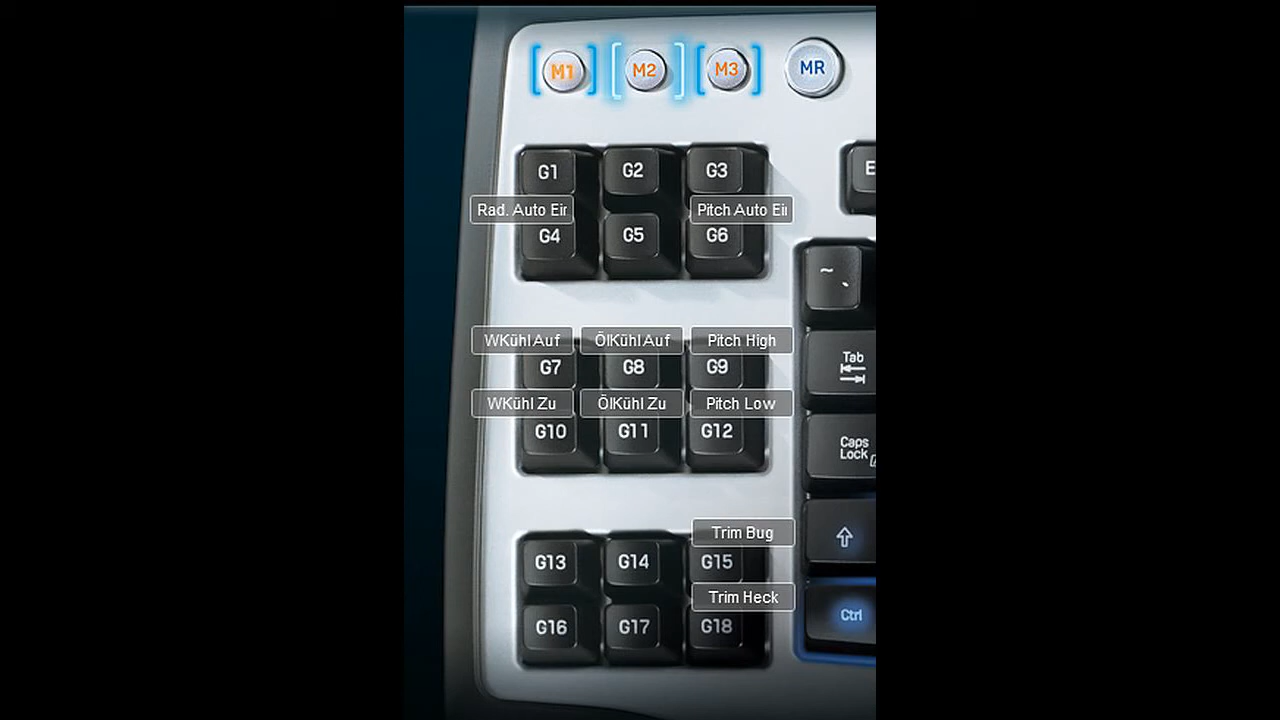 M1 M2 M3 MR
G1 G2 G3
E
Rad. Auto Ein Pitch Auto Ein
G4 G5 G6
~ `
WKühl Auf ÖlKühl Auf Pitch High
G7 G8 G9
Tab
WKühl Zu ÖlKühl Zu Pitch Low
G10 G11 G12
Caps
Lock
Trim Bug
G13 G14 G15
Trim Heck
G16 G17 G18
Ctrl